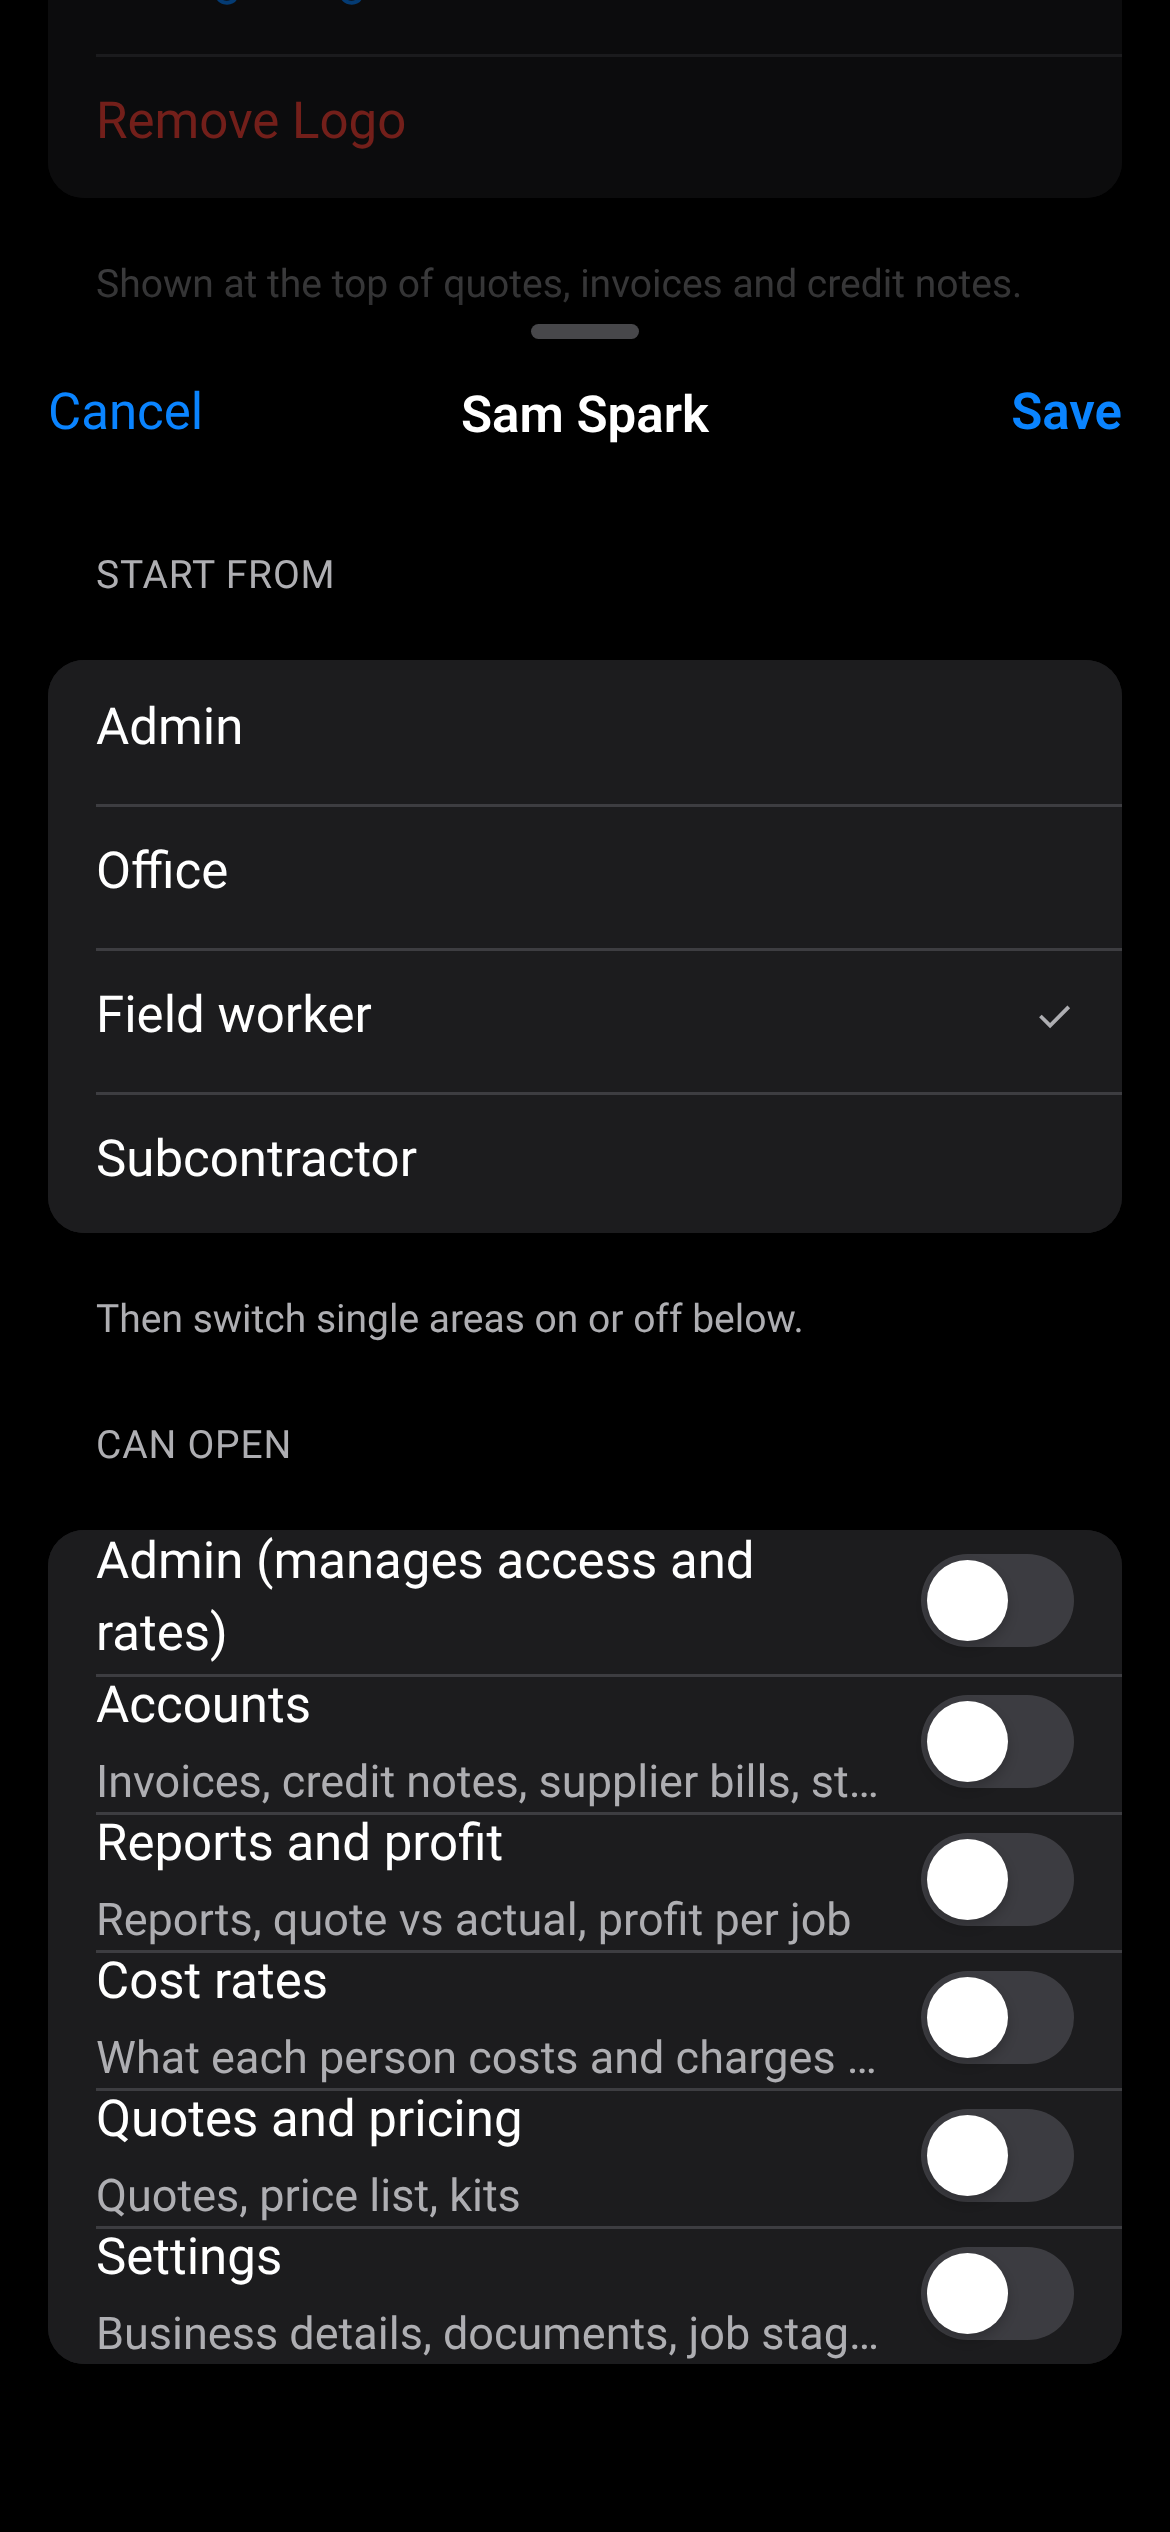 Remove Logo
Shown at the top of quotes, invoices and credit notes.
Cancel
Sam Spark
Save
START FROM
Admin
Office
Field worker
Subcontractor
Then switch single areas on or off below.
CAN OPEN
Admin (manages access and
rates)
Accounts
Invoices, credit notes, supplier bills, st...
Reports and profit
Reports, quote vs actual, profit per job
Cost rates
What each person costs and charges ...
Quotes and pricing
Quotes, price list, kits
Settings
Business details, documents, job stag...